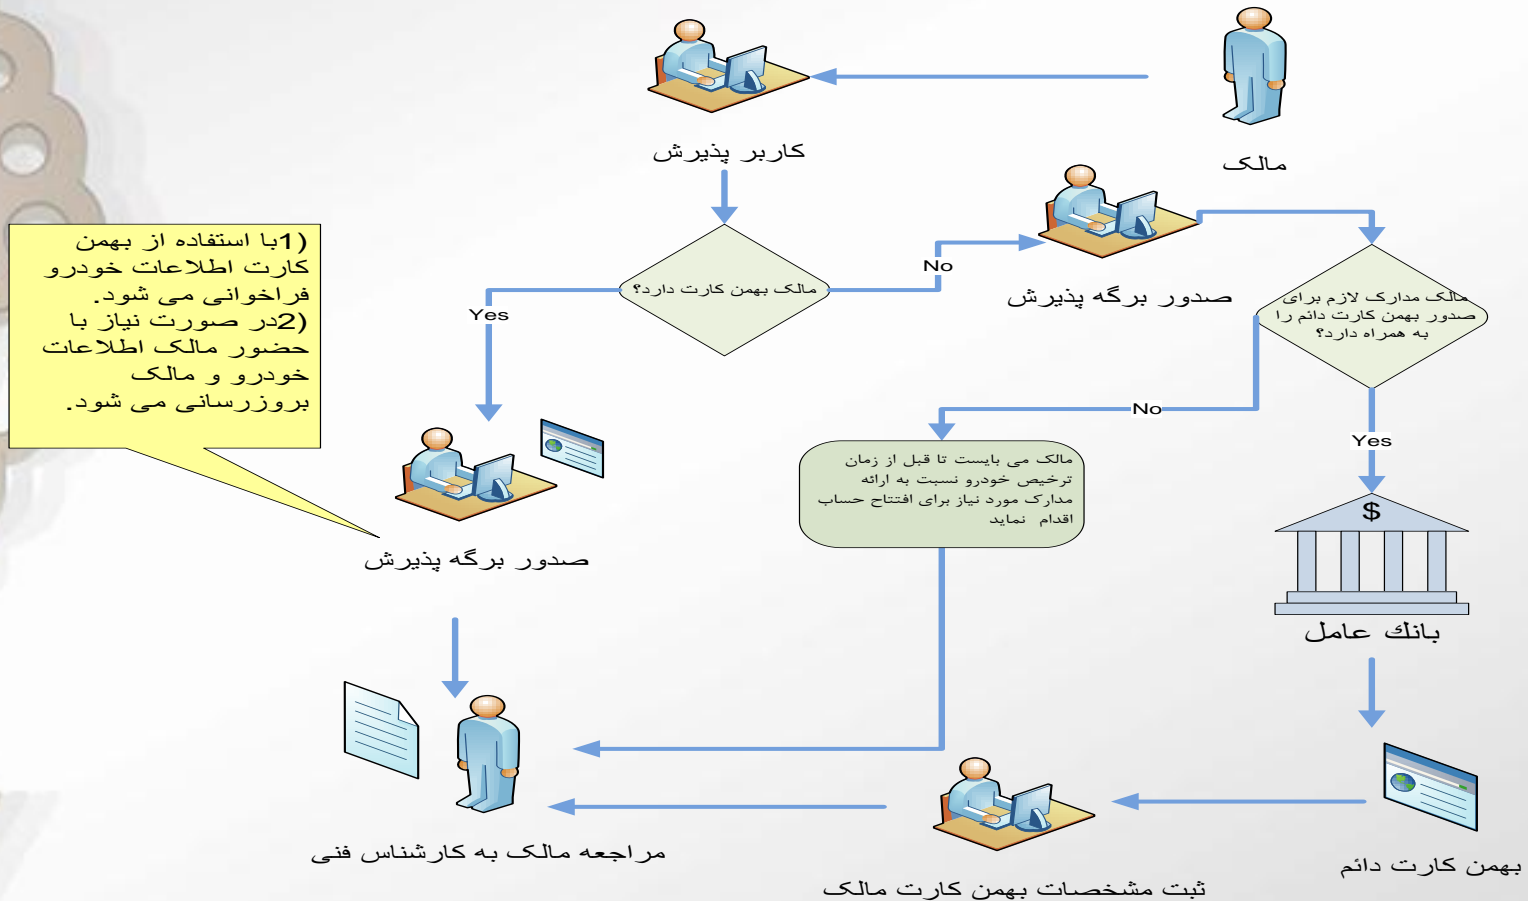 مالک
کاربر پذیرش
مالک بهمن کارت دارد؟
No
Yes
صدور برگه پذیرش
مالک مدارک لازم برای
صدور بهمن کارت دائم را
به همراه دارد؟
No
Yes
1)با استفاده از بهمن
کارت اطلاعات خودرو
فراخوانی می شود.
2)در صورت نیاز با
حضور مالک اطلاعات
خودرو و مالک
بروزرسانی می شود.
صدور برگه پذیرش
مالک می بایست تا قبل از زمان
ترخیص خودرو نسبت به ارائه
مدارک مورد نیاز برای افتتاح حساب
اقدام نماید
$
بانك عامل
بهمن کارت دائم
ثبت مشخصات بهمن کارت مالک
مراجعه مالک به کارشناس فنی